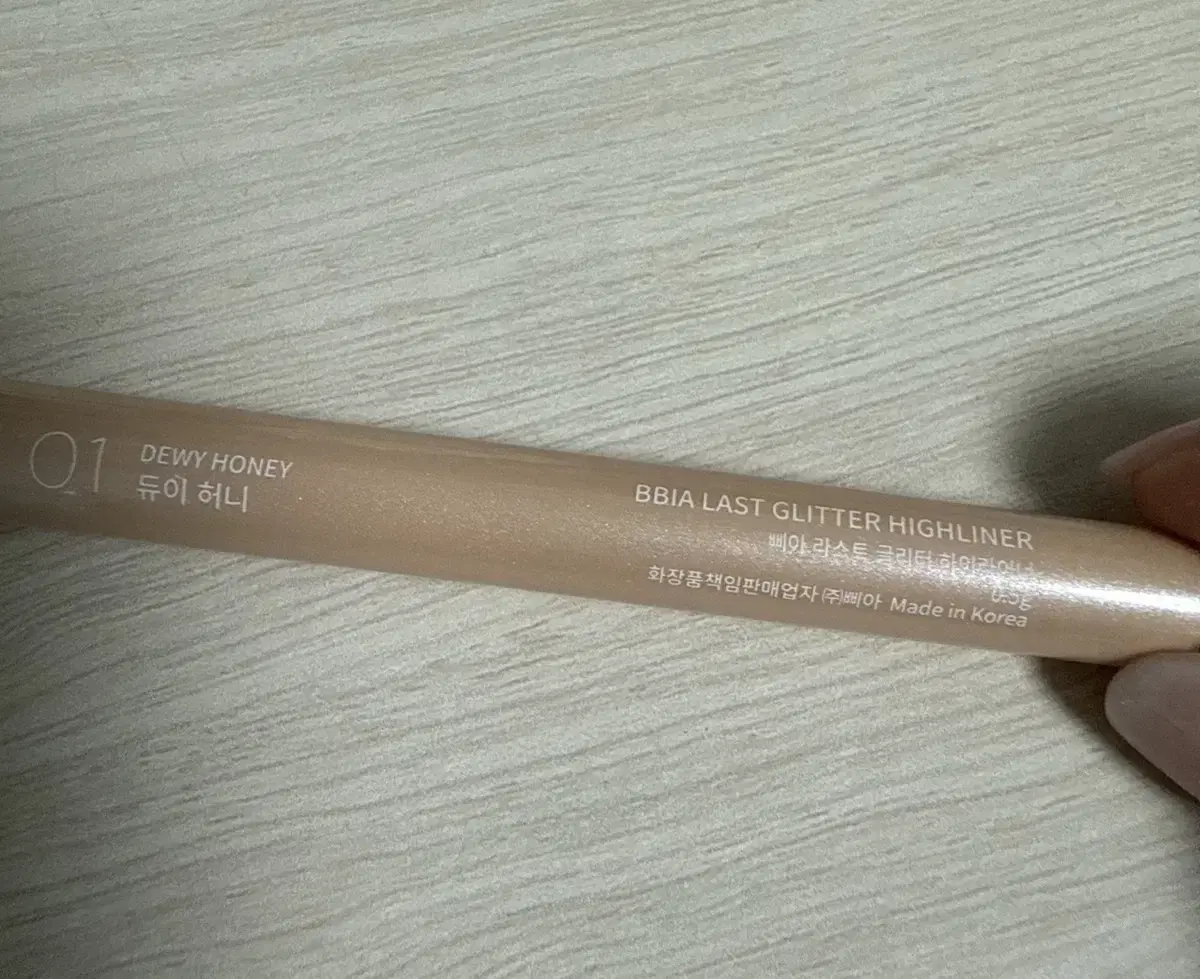 01
DEWY HONEY
듀이 허니
BBIA LAST GLITTER HIGHLINER
삐아 라스트 글리터 하이라이너
0.5g
화장품책임판매업자 ㈜삐아 Made in Korea